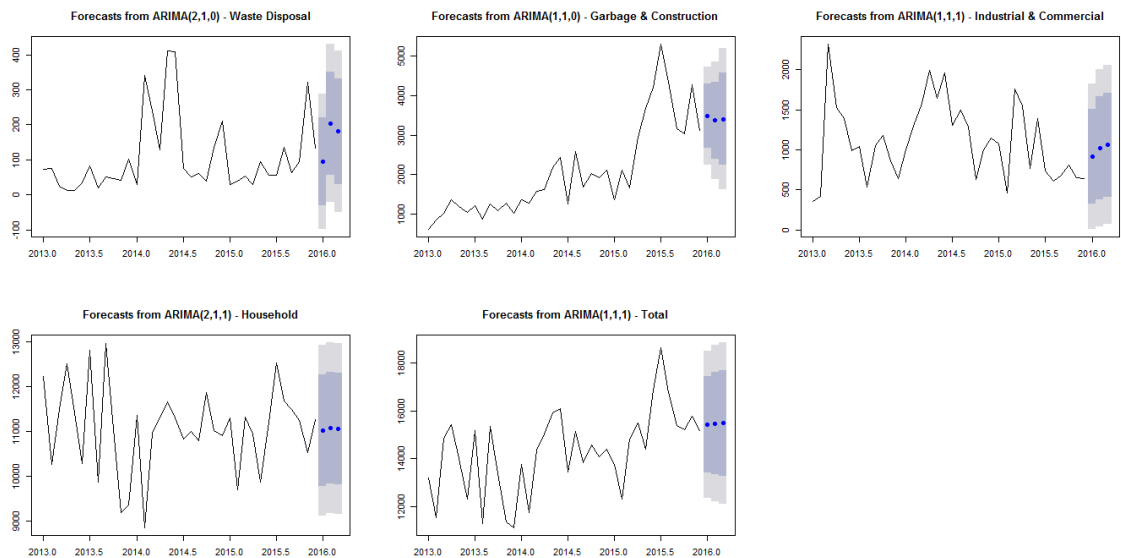 Forecasts from ARIMA(2,1,0) - Waste Disposal
400
300
200
100
0
-100
2013.0 2013.5 2014.0 2014.5 2015.0 2015.5 2016.0
Forecasts from ARIMA(1,1,0) - Garbage & Construction
5000
4000
3000
2000
1000
2013.0 2013.5 2014.0 2014.5 2015.0 2015.5 2016.0
Forecasts from ARIMA(1,1,1) - Industrial & Commercial
2000
1500
1000
500
0
2013.0 2013.5 2014.0 2014.5 2015.0 2015.5 2016.0
Forecasts from ARIMA(2,1,1) - Household
13000
12000
11000
10000
9000
2013.0 2013.5 2014.0 2014.5 2015.0 2015.5 2016.0
Forecasts from ARIMA(1,1,1) - Total
18000
16000
14000
12000
2013.0 2013.5 2014.0 2014.5 2015.0 2015.5 2016.0